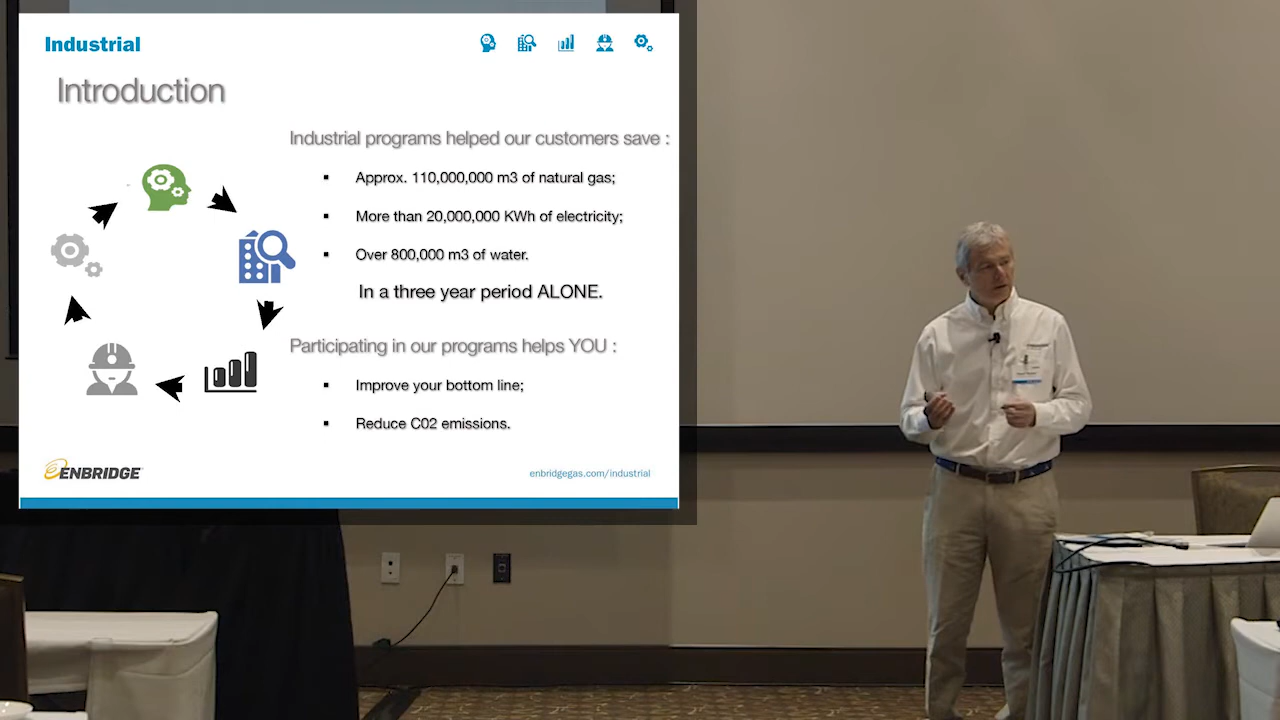 Industrial
Introduction
Industrial programs helped our customers save :
Approx. 110,000,000 m3 of natural gas;
More than 20,000,000 KWh of electricity;
Over 800,000 m3 of water.
In a three year period ALONE.
Participating in our programs helps YOU :
Improve your bottom line;
Reduce C02 emissions.
ENBRIDGE
enbridgegas.com/industrial